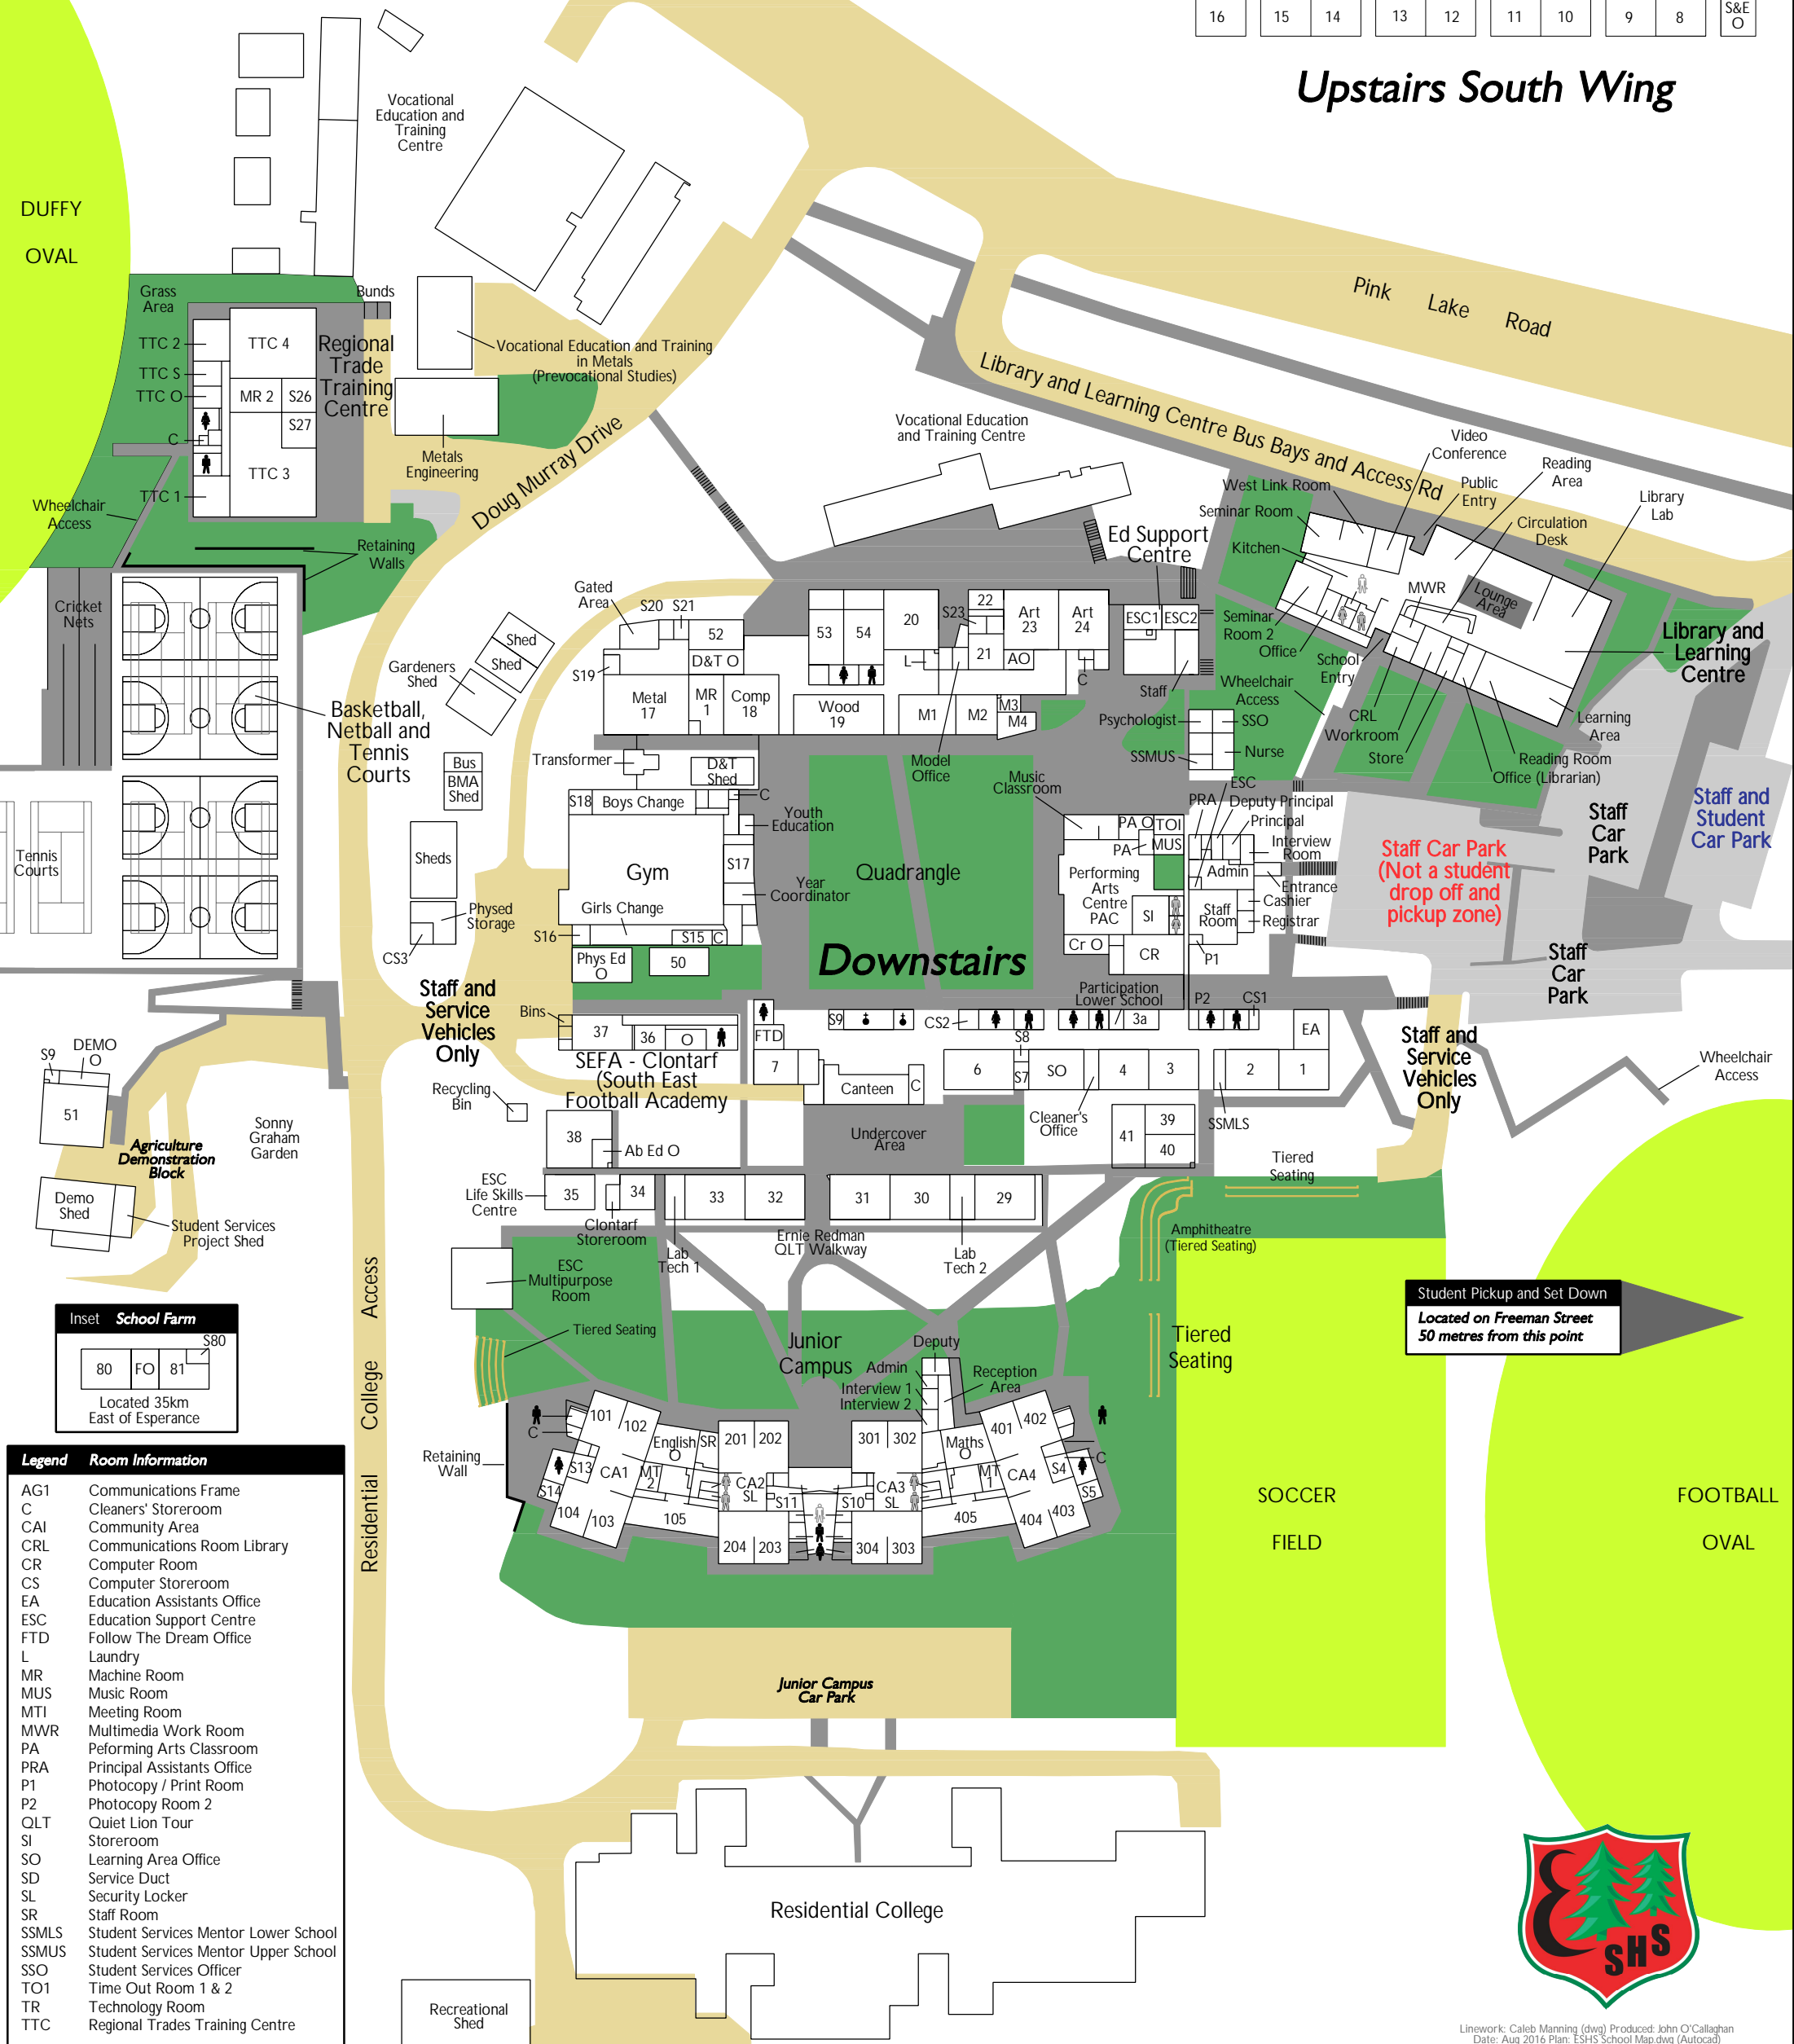 16 15 14 13 12 11 10 9 8 S&E
O
Upstairs South Wing
Vocational
Education and
Training
Centre
DUFFY
OVAL
Grass
Area
Bunds
TTC 2
TTC 4
TTC S
TTC O
MR 2
S26
S27
C
TTC 3
TTC 1
Regional
Trade
Training
Centre
Vocational Education and Training
in Metals
(Prevocational Studies)
Metals
Engineering
Doug Murray Drive
Wheelchair
Access
Retaining
Walls
Pink Lake Road
Library and Learning Centre Bus Bays and Access Rd
Vocational Education
and Training Centre
Video
Conference
Reading
Area
West Link Room
Public
Entry
Library
Lab
Seminar Room
Circulation
Desk
Kitchen
MWR
Lounge
Area
Seminar
Room 2
Office
School
Entry
Library and
Learning
Centre
Wheelchair
Access
CRL
Workroom
Store
Learning
Area
Reading Room
Office (Librarian)
Ed Support
Centre
ESC1 ESC2
Staff
Psychologist
SSO
SSMUS
Nurse
Cricket
Nets
Basketball,
Netball and
Tennis
Courts
Tennis
Courts
Shed
Shed
Gardeners
Shed
Gated
Area
S20 S21
52
D&T O
S19
Metal
17
MR
1
Comp
18
53
54
20
S23
22
Art
23
Art
24
L
21
AO
C
Wood
19
M1
M2
M3
M4
Transformer
D&T
Shed
Bus
BMA
Shed
S18
Boys Change
C
Youth
Education
Model
Office
Music
Classroom
Sheds
Gym
S17
Year
Coordinator
Girls Change
Quadrangle
Downstairs
Physed
Storage
CS3
S16
S15
C
Phys Ed
O
50
PA O
TOI
PA
MUS
Performing
Arts
Centre
PAC
SI
Cr O
CR
ESC
PRA
Deputy Principal
Principal
Interview
Room
Admin
Entrance
Cashier
Registrar
Staff
Room
P1
Staff Car Park
(Not a student
drop off and
pickup zone)
Staff
Car
Park
Staff and
Student
Car Park
Staff
Car
Park
Staff and
Service
Vehicles
Only
Bins
37
36
O
FTD
7
SEFA - Clontarf
(South East
Football Academy
S9
CS2
Participation
Lower School
3a
P2
CS1
EA
S8
6
S7
SO
4
3
2
1
Canteen
C
Cleaner's
Office
SSMLS
Staff and
Service
Vehicles
Only
Wheelchair
Access
Recycling
Bin
38
Ab Ed O
Undercover
Area
41
39
40
Tiered
Seating
S9
DEMO
O
51
Agriculture
Demonstration
Block
Sonny
Graham
Garden
Demo
Shed
Student Services
Project Shed
ESC
Life Skills
Centre
35
34
33
32
31
30
29
Clontarf
Storeroom
Lab
Tech 1
Ernie Redman
QLT Walkway
Lab
Tech 2
Amphitheatre
(Tiered Seating)
ESC
Multipurpose
Room
Tiered Seating
Junior
Campus
Deputy
Admin
Interview 1
Interview 2
Reception
Area
Tiered
Seating
Student Pickup and Set Down
Located on Freeman Street
50 metres from this point
Inset School Farm
S80
80
FO
81
Located 35km
East of Esperance
Residential College Access
Retaining
Wall
C
101
102
English
O
SR
201
202
S13
CA1
MT
2
CA2
SL
S14
104
103
105
S11
204
203
301
302
Maths
O
401
402
C
CA3
SL
MT
1
CA4
S4
S5
S10
405
404
403
304
303
SOCCER
FIELD
FOOTBALL
OVAL
Legend Room Information
AG1 Communications Frame
C Cleaners' Storeroom
CAI Community Area
CRL Communications Room Library
CR Computer Room
CS Computer Storeroom
EA Education Assistants Office
ESC Education Support Centre
FTD Follow The Dream Office
L Laundry
MR Machine Room
MUS Music Room
MTI Meeting Room
MWR Multimedia Work Room
PA Peforming Arts Classroom
PRA Principal Assistants Office
P1 Photocopy / Print Room
P2 Photocopy Room 2
QLT Quiet Lion Tour
SI Storeroom
SO Learning Area Office
SD Service Duct
SL Security Locker
SR Staff Room
SSMLS Student Services Mentor Lower School
SSMUS Student Services Mentor Upper School
SSO Student Services Officer
TO1 Time Out Room 1 & 2
TR Technology Room
TTC Regional Trades Training Centre
Junior Campus
Car Park
Residential College
Recreational
Shed
SHS
Linework: Caleb Manning (dwg) Produced: John O'Callaghan
Date: Aug 2016 Plan: ESHS School Map.dwg (Autocad)